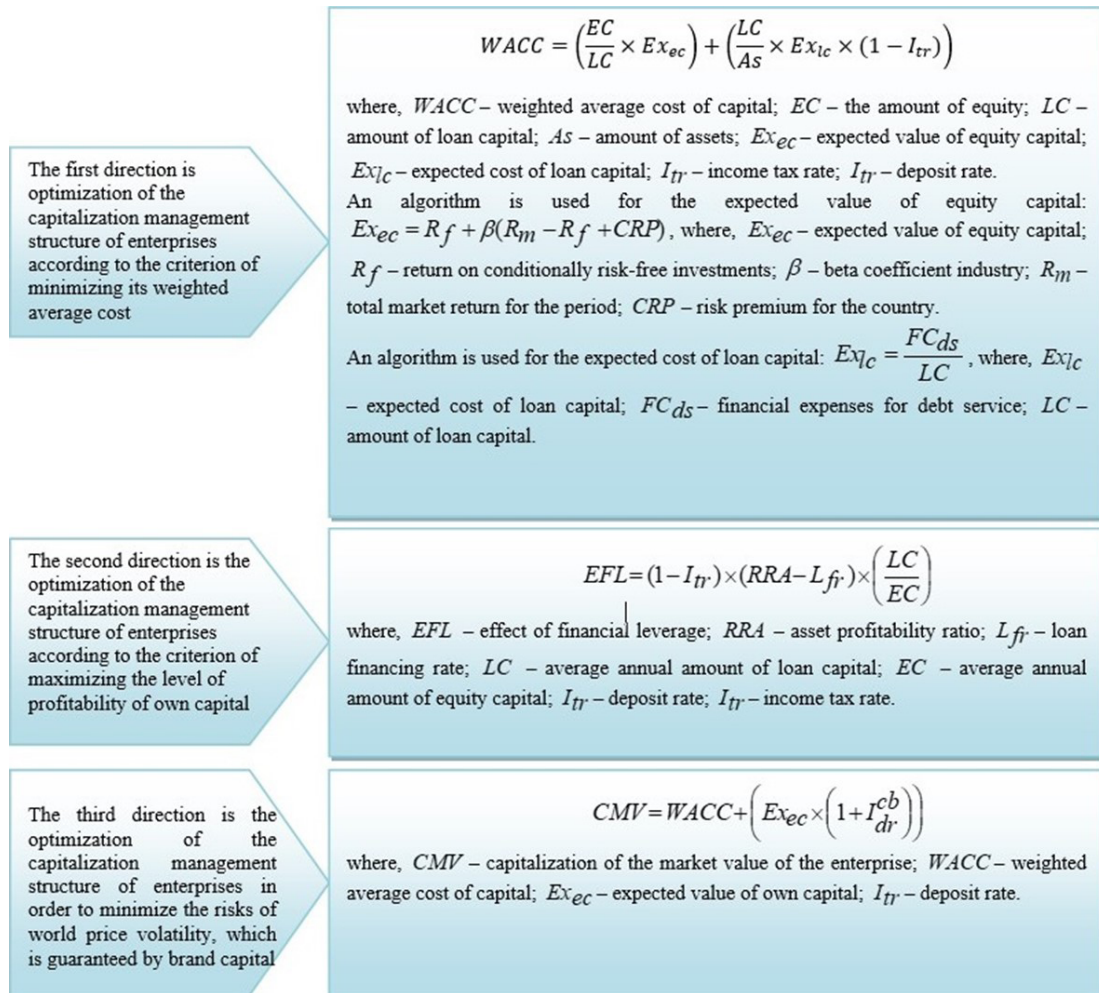 The first direction is
optimization of the
capitalization management
structure of enterprises
according to the criterion of
minimizing its weighted
average cost
WACC = (EC/LC × Ex_ec) + (LC/As × Ex_lc × (1 − I_tr))
where, WACC – weighted average cost of capital; EC – the amount of equity; LC –
amount of loan capital; As – amount of assets; Ex_ec – expected value of equity capital;
Ex_lc – expected cost of loan capital; I_tr – income tax rate; I_tr – deposit rate.
An algorithm is used for the expected value of equity capital:
Ex_ec = R_f + β(R_m − R_f + CRP), where, Ex_ec – expected value of equity capital;
R_f – return on conditionally risk-free investments; β – beta coefficient industry; R_m –
total market return for the period; CRP – risk premium for the country.
An algorithm is used for the expected cost of loan capital: Ex_lc = FC_ds/LC, where, Ex_lc
– expected cost of loan capital; FC_ds – financial expenses for debt service; LC –
amount of loan capital.
The second direction is the
optimization of the
capitalization management
structure of enterprises
according to the criterion of
maximizing the level of
profitability of own capital
EFL = (1 − I_tr) × (RRA − L_fr) × (LC/EC)
where, EFL – effect of financial leverage; RRA – asset profitability ratio; L_fr – loan
financing rate; LC – average annual amount of loan capital; EC – average annual
amount of equity capital; I_tr – deposit rate; I_tr – income tax rate.
The third direction is the
optimization of the
capitalization management
structure of enterprises in
order to minimize the risks of
world price volatility, which
is guaranteed by brand capital
CMV = WACC + (Ex_ec × (1 + I_dr^cb))
where, CMV – capitalization of the market value of the enterprise; WACC – weighted
average cost of capital; Ex_ec – expected value of own capital; I_tr – deposit rate.